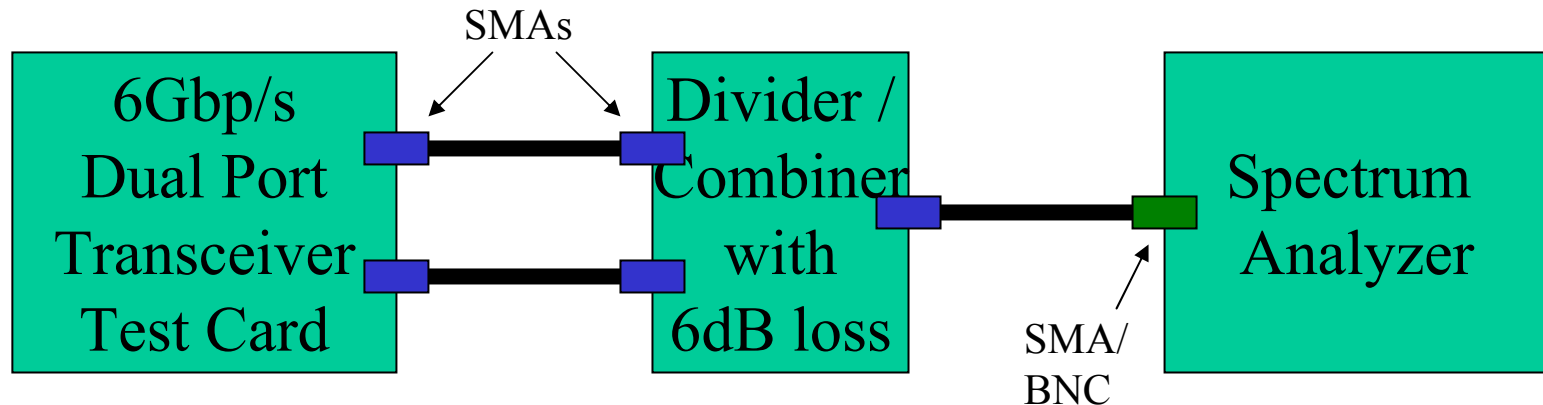 SMAs
6Gbp/s
Dual Port
Transceiver
Test Card
Divider /
Combiner
with
6dB loss
Spectrum
Analyzer
SMA/
BNC